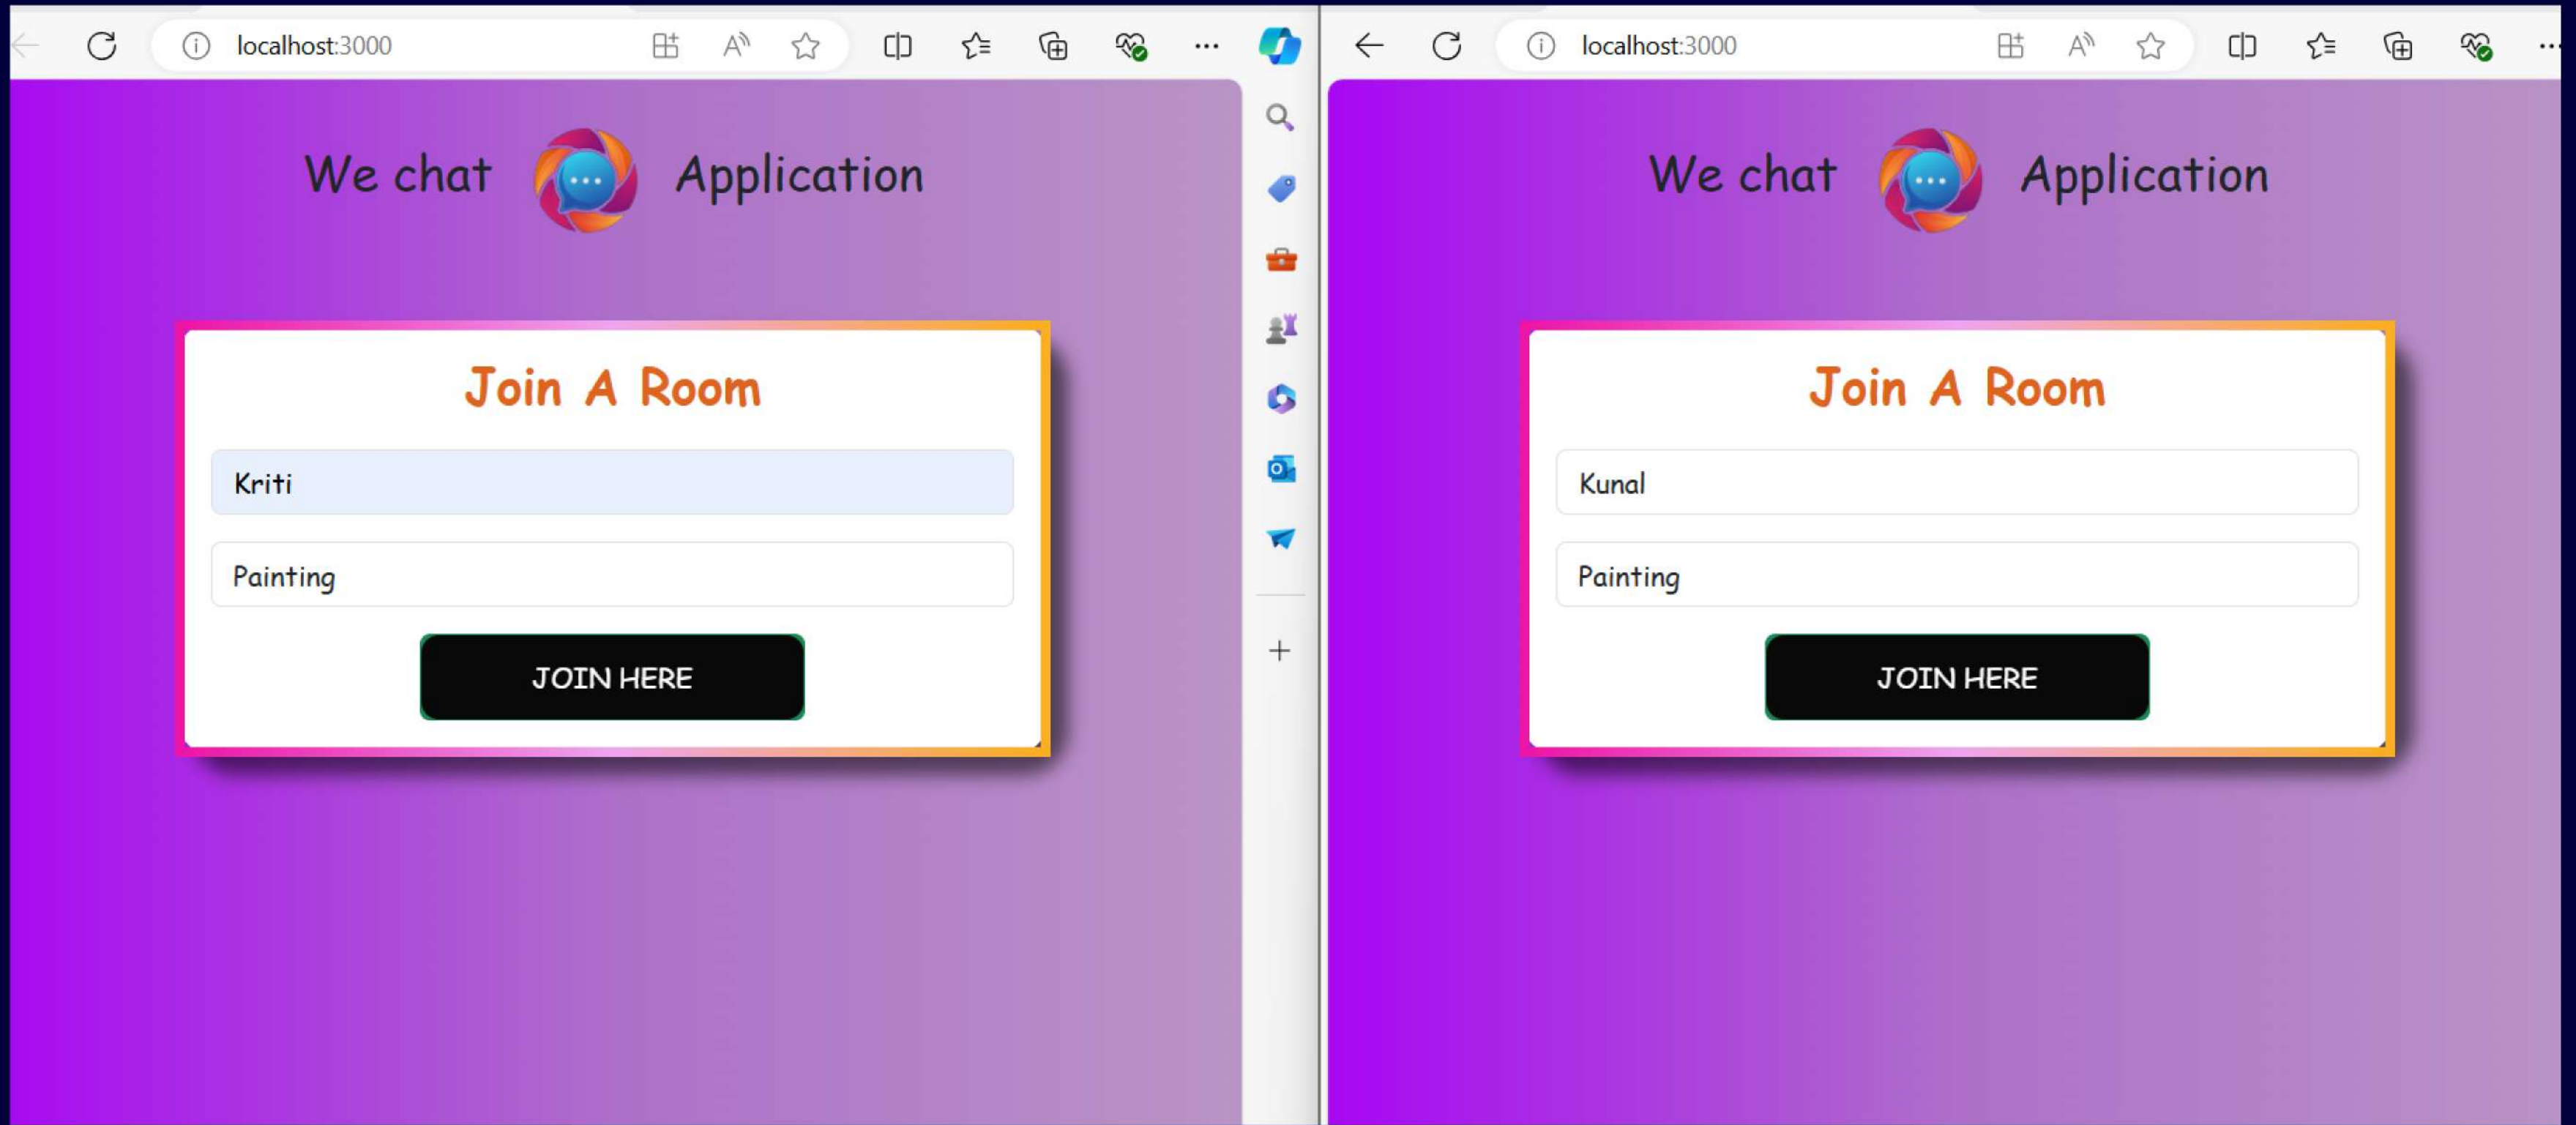 localhost:3000
We chat Application
Join A Room
Kriti
Painting
JOIN HERE
localhost:3000
We chat Application
Join A Room
Kunal
Painting
JOIN HERE